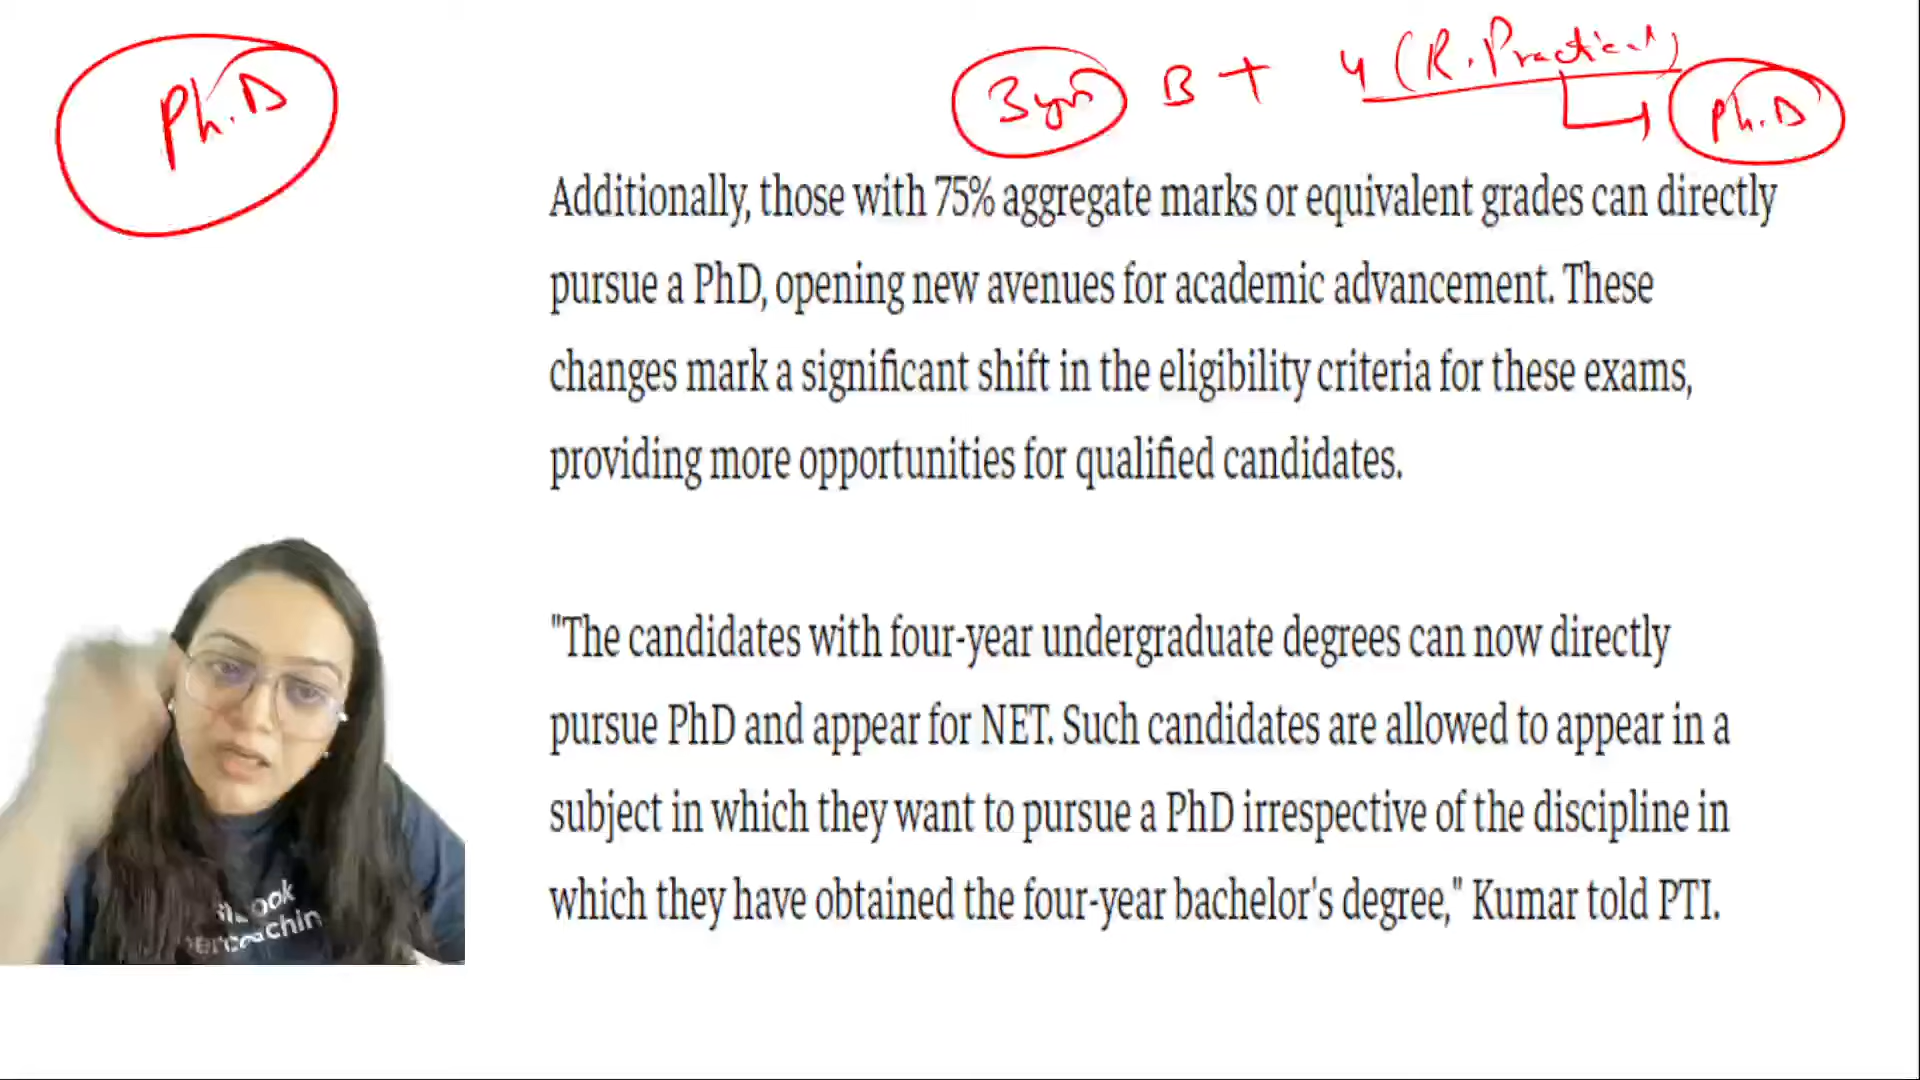 Ph.D
3 yrs B + 4 (R. Practical)
Ph.D
Additionally, those with 75% aggregate marks or equivalent grades can directly
pursue a PhD, opening new avenues for academic advancement. These
changes mark a significant shift in the eligibility criteria for these exams,
providing more opportunities for qualified candidates.
"The candidates with four-year undergraduate degrees can now directly
pursue PhD and appear for NET. Such candidates are allowed to appear in a
subject in which they want to pursue a PhD irrespective of the discipline in
which they have obtained the four-year bachelor's degree," Kumar told PTI.